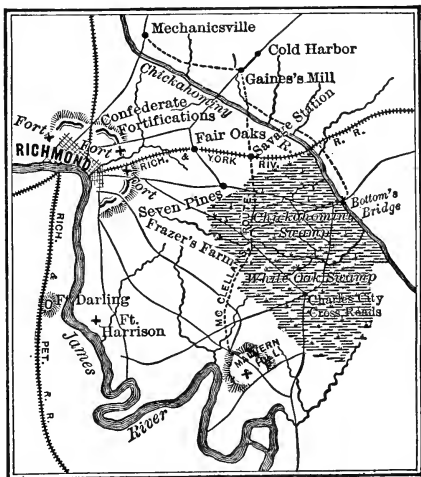 Mechanicsville
Cold Harbor
Gaines's Mill
Chickahominy
R.
Confederate
Fortifications
Fort
Fort
Fort
Savage Station
Fair Oaks
RICHMOND
RICH. & YORK RIV. R. R.
Seven Pines
Bottom's
Bridge
Chickahominy
Swamp
Frazer's Farm
White Oak Swamp
Charles City
Cross Roads
RICH. & PET. R. R.
Ft. Darling
Ft.
Harrison
MALVERN
HILL
James
River